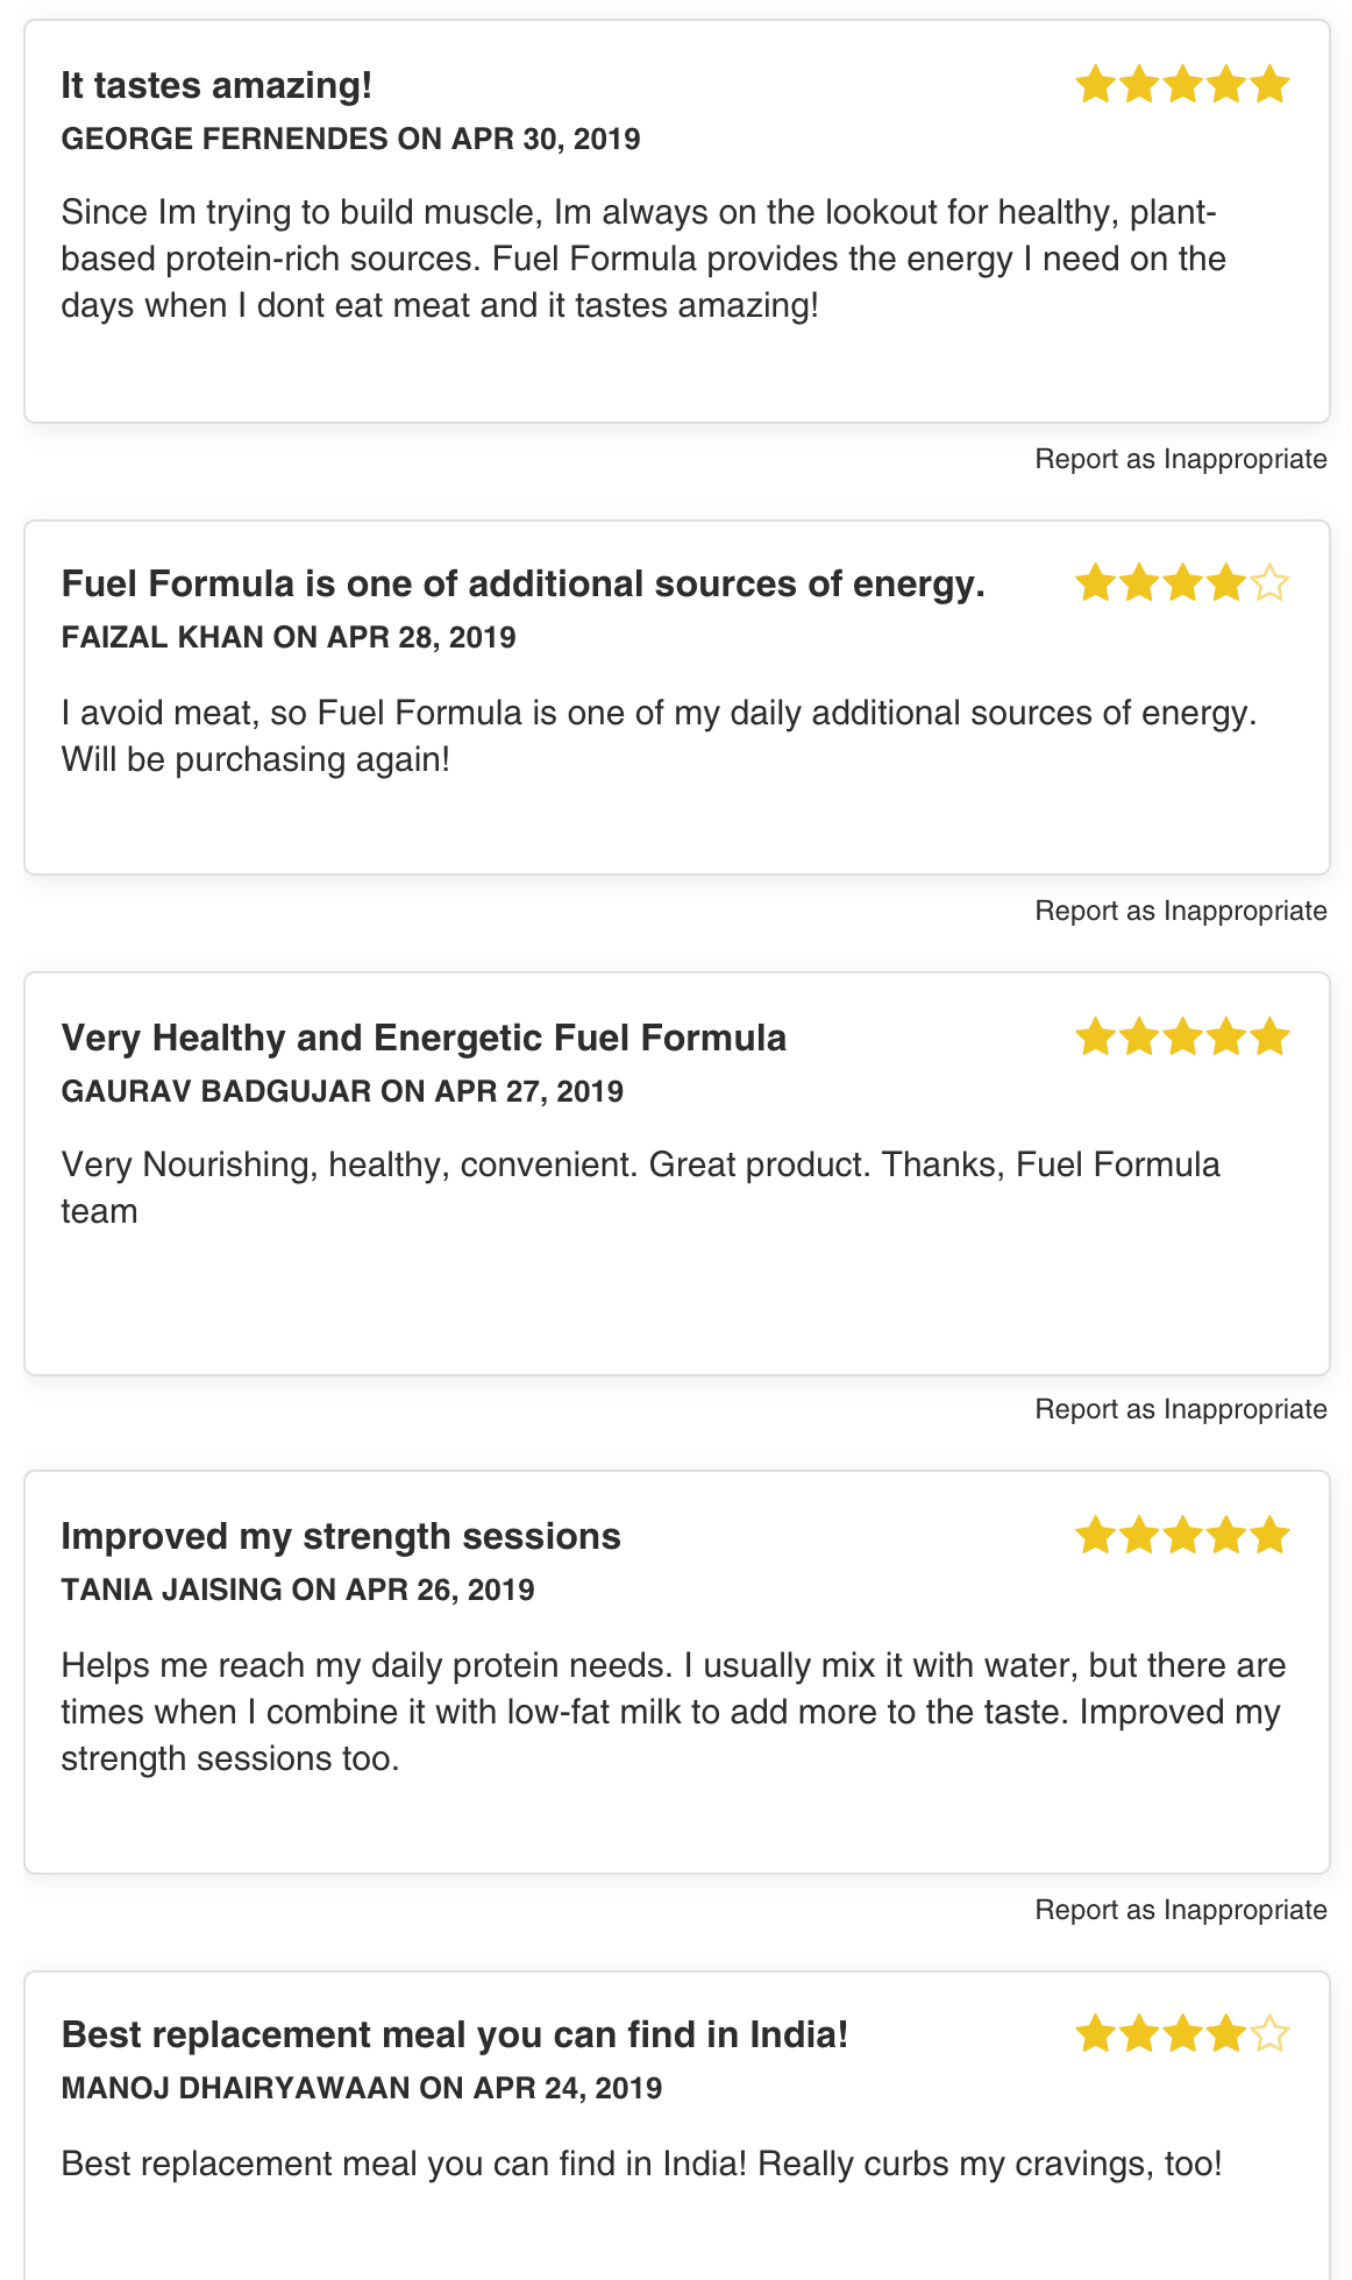 It tastes amazing!
GEORGE FERNENDES ON APR 30, 2019
Since Im trying to build muscle, Im always on the lookout for healthy, plant-
based protein-rich sources. Fuel Formula provides the energy I need on the
days when I dont eat meat and it tastes amazing!
Report as Inappropriate
Fuel Formula is one of additional sources of energy.
FAIZAL KHAN ON APR 28, 2019
I avoid meat, so Fuel Formula is one of my daily additional sources of energy.
Will be purchasing again!
Report as Inappropriate
Very Healthy and Energetic Fuel Formula
GAURAV BADGUJAR ON APR 27, 2019
Very Nourishing, healthy, convenient. Great product. Thanks, Fuel Formula
team
Report as Inappropriate
Improved my strength sessions
TANIA JAISING ON APR 26, 2019
Helps me reach my daily protein needs. I usually mix it with water, but there are
times when I combine it with low-fat milk to add more to the taste. Improved my
strength sessions too.
Report as Inappropriate
Best replacement meal you can find in India!
MANOJ DHAIRYAWAAN ON APR 24, 2019
Best replacement meal you can find in India! Really curbs my cravings, too!